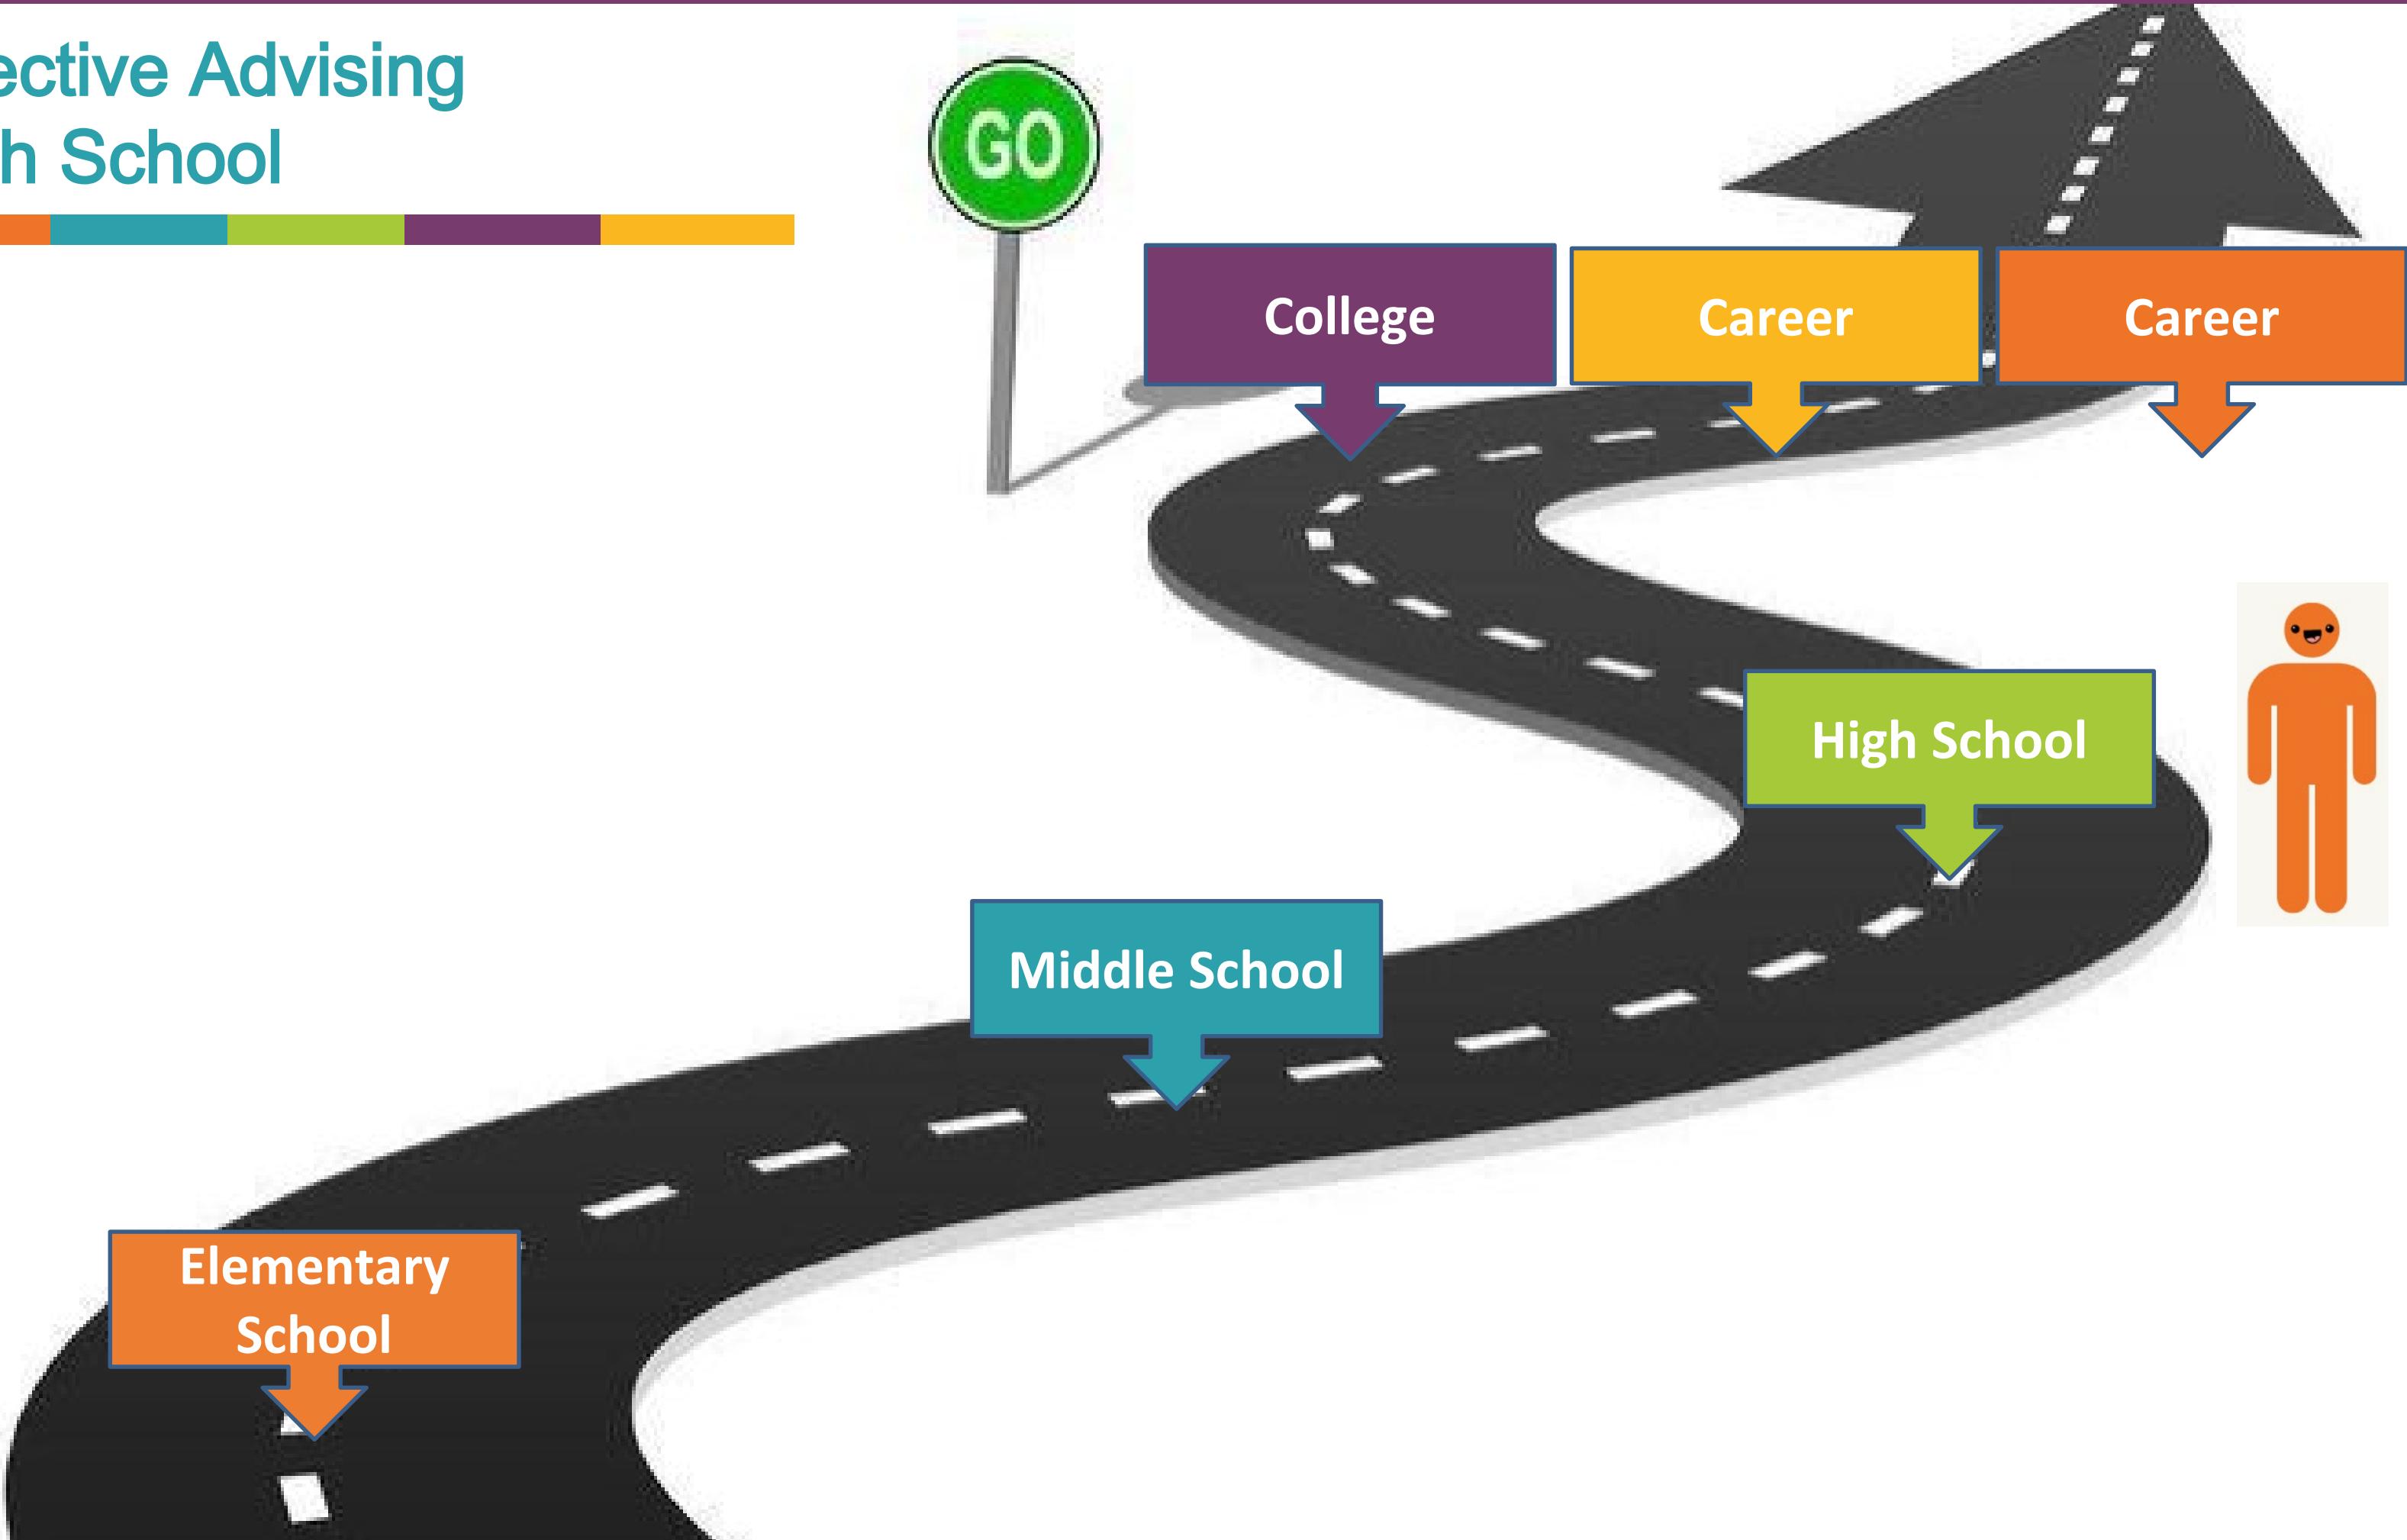 ective Advising
h School
GO
College
Career
Career
High School
Middle School
Elementary
School